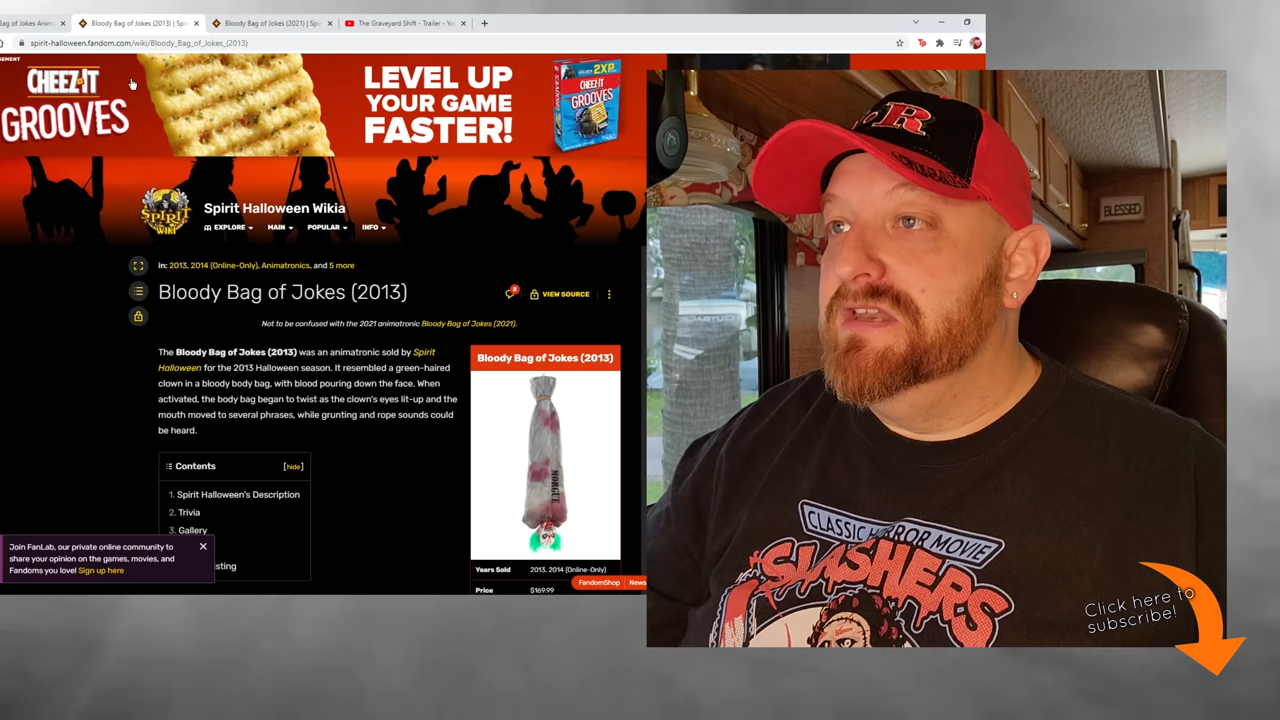 Bag of Jokes Anim
Bloody Bag of Jokes (2013) | Spi
Bloody Bag of Jokes (2021) | Spi
The Graveyard Shift - Trailer - Yo
spirit-halloween.fandom.com/wiki/Bloody_Bag_of_Jokes_(2013)
CHEEZ-IT
GROOVES
LEVEL UP
YOUR GAME
FASTER!
2XP
CHEEZ-IT
GROOVES
SPIRIT
WIKI
Spirit Halloween Wikia
EXPLORE MAIN POPULAR INFO
in: 2013, 2014 (Online-Only), Animatronics, and 5 more
Bloody Bag of Jokes (2013)
2
VIEW SOURCE
Not to be confused with the 2021 animatronic Bloody Bag of Jokes (2021).
The Bloody Bag of Jokes (2013) was an animatronic sold by Spirit
Halloween for the 2013 Halloween season. It resembled a green-haired
clown in a bloody body bag, with blood pouring down the face. When
activated, the body bag began to twist as the clown's eyes lit-up and the
mouth moved to several phrases, while grunting and rope sounds could
be heard.
Bloody Bag of Jokes (2013)
MORGUE
Contents [hide]
1. Spirit Halloween's Description
2. Trivia
3. Gallery
sting
Join FanLab, our private online community to
share your opinion on the games, movies, and
Fandoms you love! Sign up here
Years Sold 2013, 2014 (Online-Only)
Price $169.99
FandomShop News
R
BLESSED
CLASSIC HORROR MOVIE
SLASHERS
Click here to
subscribe!